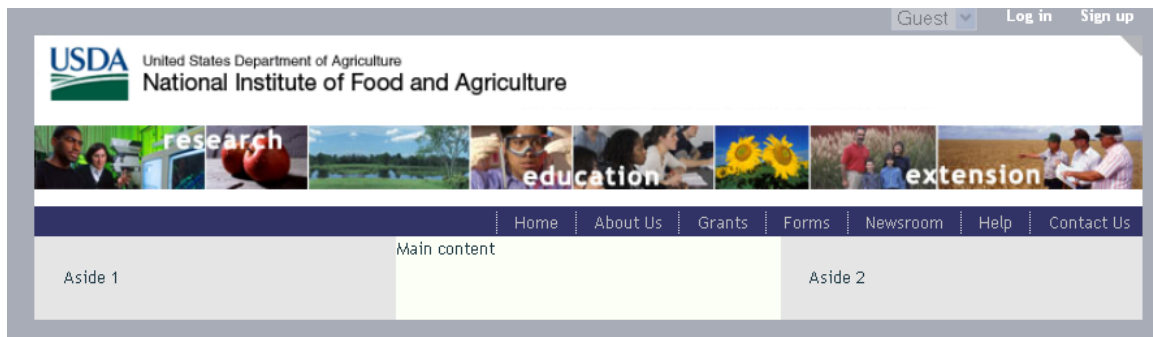 Guest Log in Sign up
USDA
United States Department of Agriculture
National Institute of Food and Agriculture
research education extension
Home About Us Grants Forms Newsroom Help Contact Us
Main content
Aside 1 Aside 2